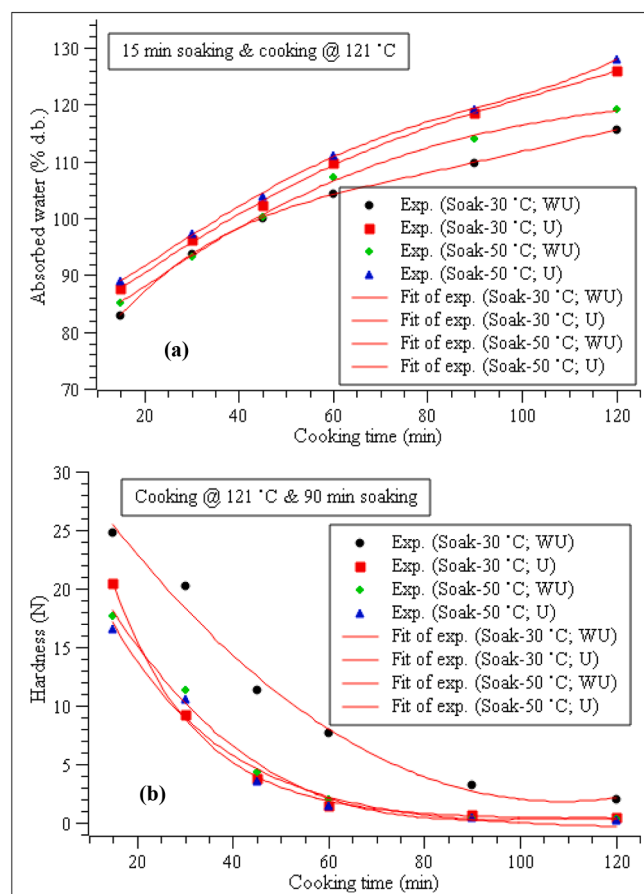 15 min soaking & cooking @ 121 ˚C
Absorbed water (% d.b.)
130
120
110
100
90
80
70
Exp. (Soak-30 ˚C; WU)
Exp. (Soak-30 ˚C; U)
Exp. (Soak-50 ˚C; WU)
Exp. (Soak-50 ˚C; U)
Fit of exp. (Soak-30 ˚C; WU)
Fit of exp. (Soak-30 ˚C; U)
Fit of exp. (Soak-50 ˚C; WU)
Fit of exp. (Soak-50 ˚C; U)
(a)
20 40 60 80 100 120
Cooking time (min)
Cooking @ 121 ˚C & 90 min soaking
Hardness (N)
30
25
20
15
10
5
0
Exp. (Soak-30 ˚C; WU)
Exp. (Soak-30 ˚C; U)
Exp. (Soak-50 ˚C; WU)
Exp. (Soak-50 ˚C; U)
Fit of exp. (Soak-30 ˚C; WU)
Fit of exp. (Soak-30 ˚C; U)
Fit of exp. (Soak-50 ˚C; WU)
Fit of exp. (Soak-50 ˚C; U)
(b)
20 40 60 80 100 120
Cooking time (min)